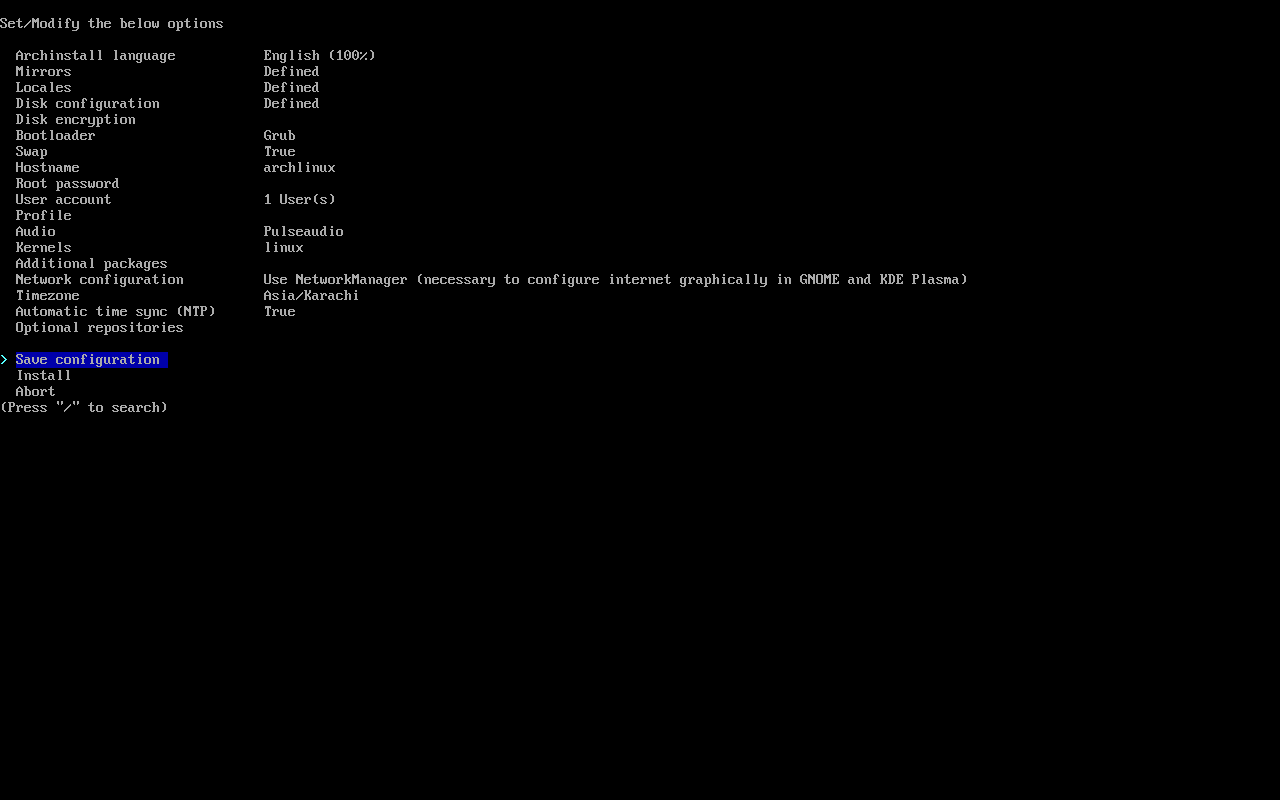 Set/Modify the below options
Archinstall language English (100%)
Mirrors Defined
Locales Defined
Disk configuration Defined
Disk encryption
Bootloader Grub
Swap True
Hostname archlinux
Root password
User account 1 User(s)
Profile
Audio Pulseaudio
Kernels linux
Additional packages
Network configuration Use NetworkManager (necessary to configure internet graphically in GNOME and KDE Plasma)
Timezone Asia/Karachi
Automatic time sync (NTP) True
Optional repositories
> Save configuration
Install
Abort
(Press "/" to search)